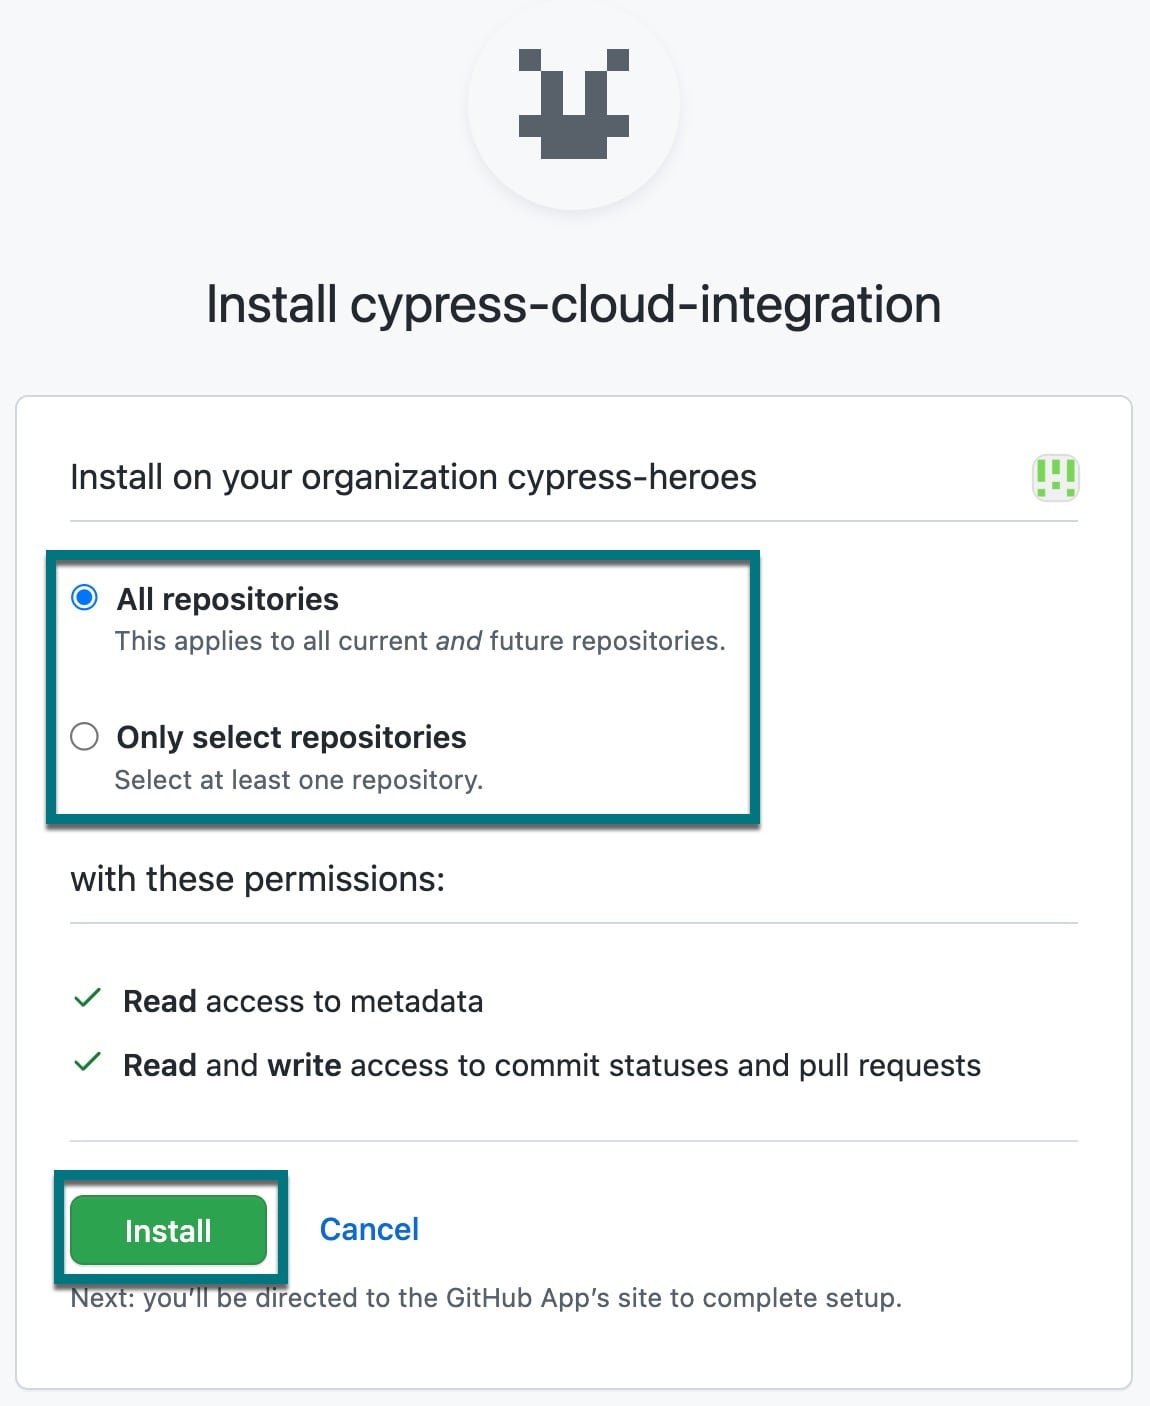 Install cypress-cloud-integration
Install on your organization cypress-heroes
All repositories
This applies to all current and future repositories.
Only select repositories
Select at least one repository.
with these permissions:
Read access to metadata
Read and write access to commit statuses and pull requests
Install Cancel
Next: you’ll be directed to the GitHub App’s site to complete setup.